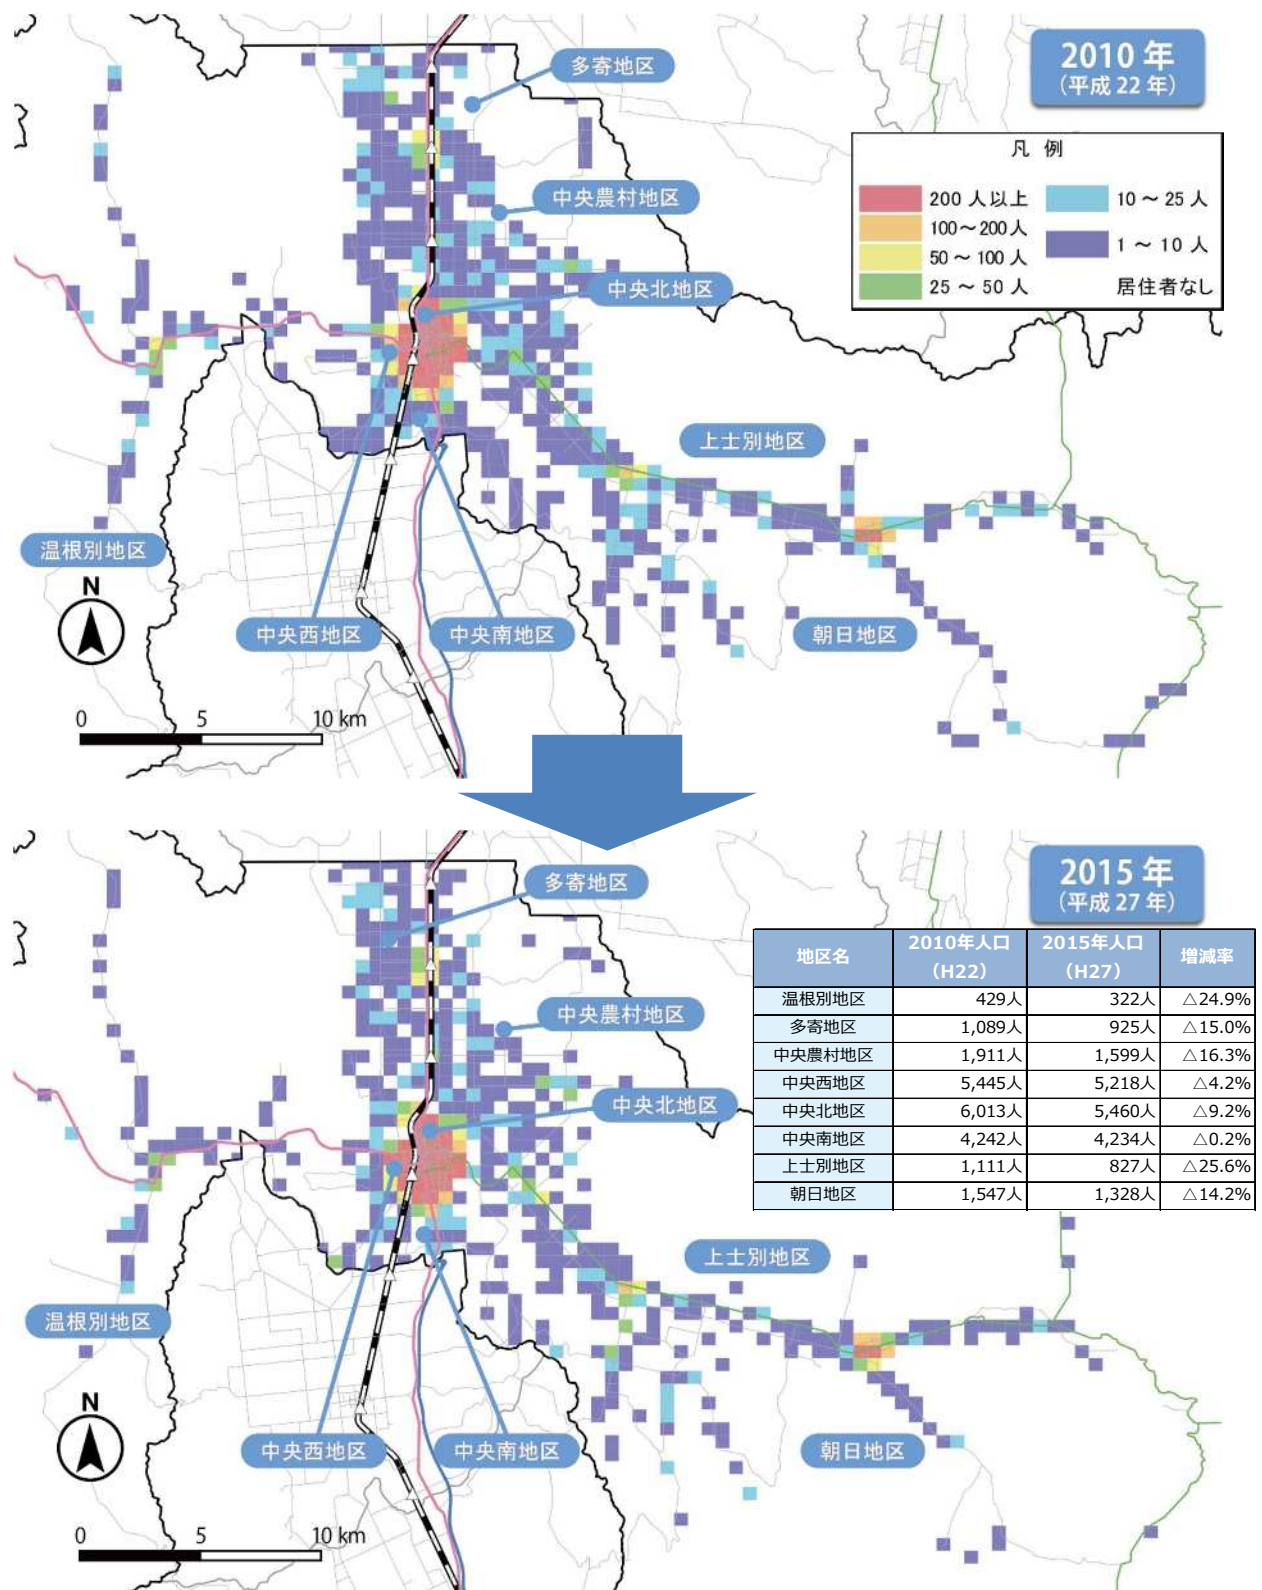 2010 年
（平成 22 年）
多寄地区
凡 例
200 人以上
100～200人
50 ～ 100 人
25 ～ 50 人
10 ～ 25 人
1 ～ 10 人
居住者なし
中央農村地区
中央北地区
上士別地区
温根別地区
中央西地区
中央南地区
朝日地区
N
0 5 10 km
2015 年
（平成 27 年）
多寄地区
地区名 2010年人口（H22） 2015年人口（H27） 増減率
温根別地区 429人 322人 △24.9%
多寄地区 1,089人 925人 △15.0%
中央農村地区 1,911人 1,599人 △16.3%
中央西地区 5,445人 5,218人 △4.2%
中央北地区 6,013人 5,460人 △9.2%
中央南地区 4,242人 4,234人 △0.2%
上士別地区 1,111人 827人 △25.6%
朝日地区 1,547人 1,328人 △14.2%
中央農村地区
中央北地区
上士別地区
温根別地区
中央西地区
中央南地区
朝日地区
N
0 5 10 km